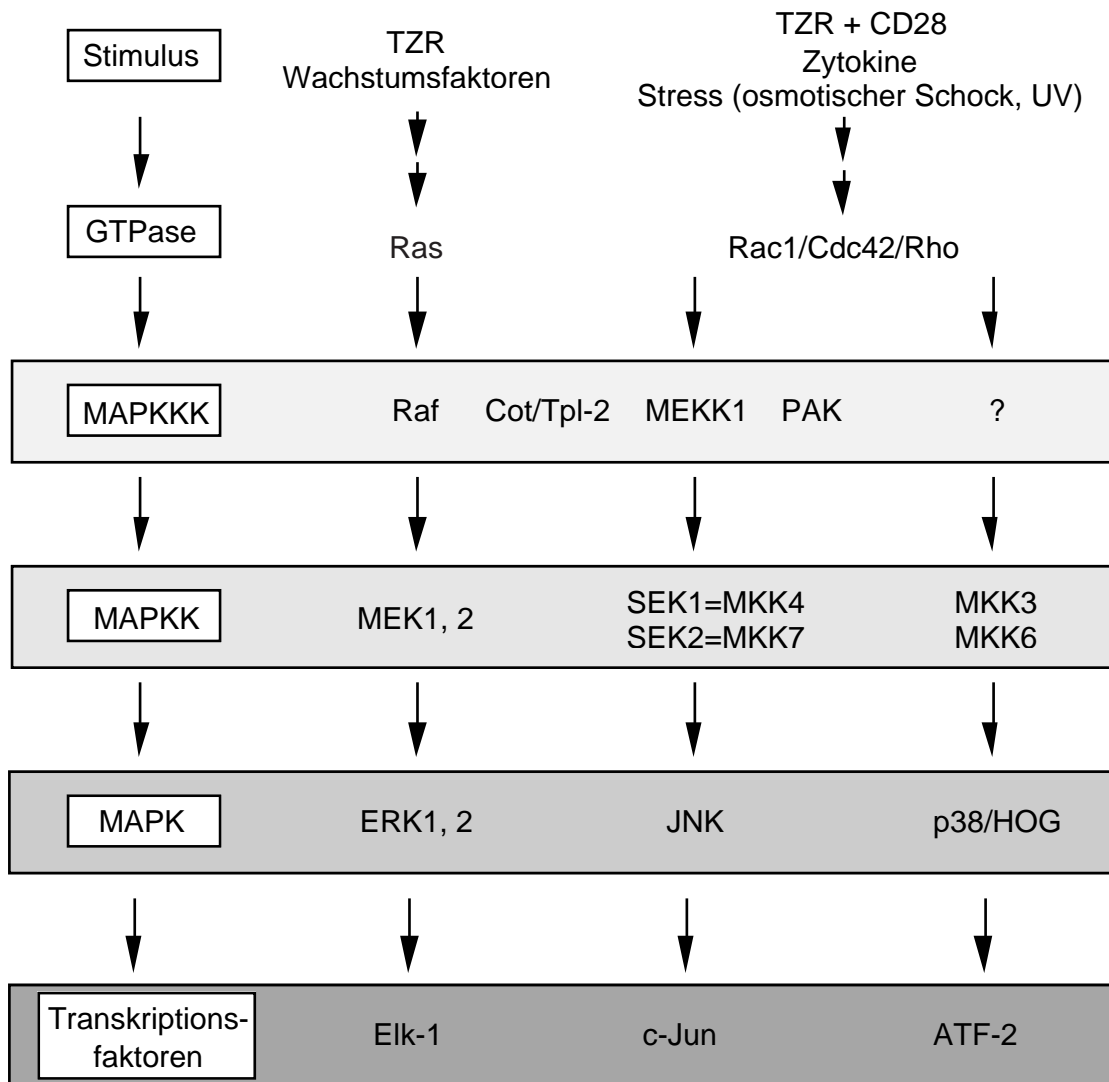 Stimulus
TZR
Wachstumsfaktoren
TZR + CD28
Zytokine
Stress (osmotischer Schock, UV)
GTPase
Ras
Rac1/Cdc42/Rho
MAPKKK
Raf
Cot/Tpl-2
MEKK1
PAK
?
MAPKK
MEK1, 2
SEK1=MKK4
SEK2=MKK7
MKK3
MKK6
MAPK
ERK1, 2
JNK
p38/HOG
Transkriptions-
faktoren
Elk-1
c-Jun
ATF-2